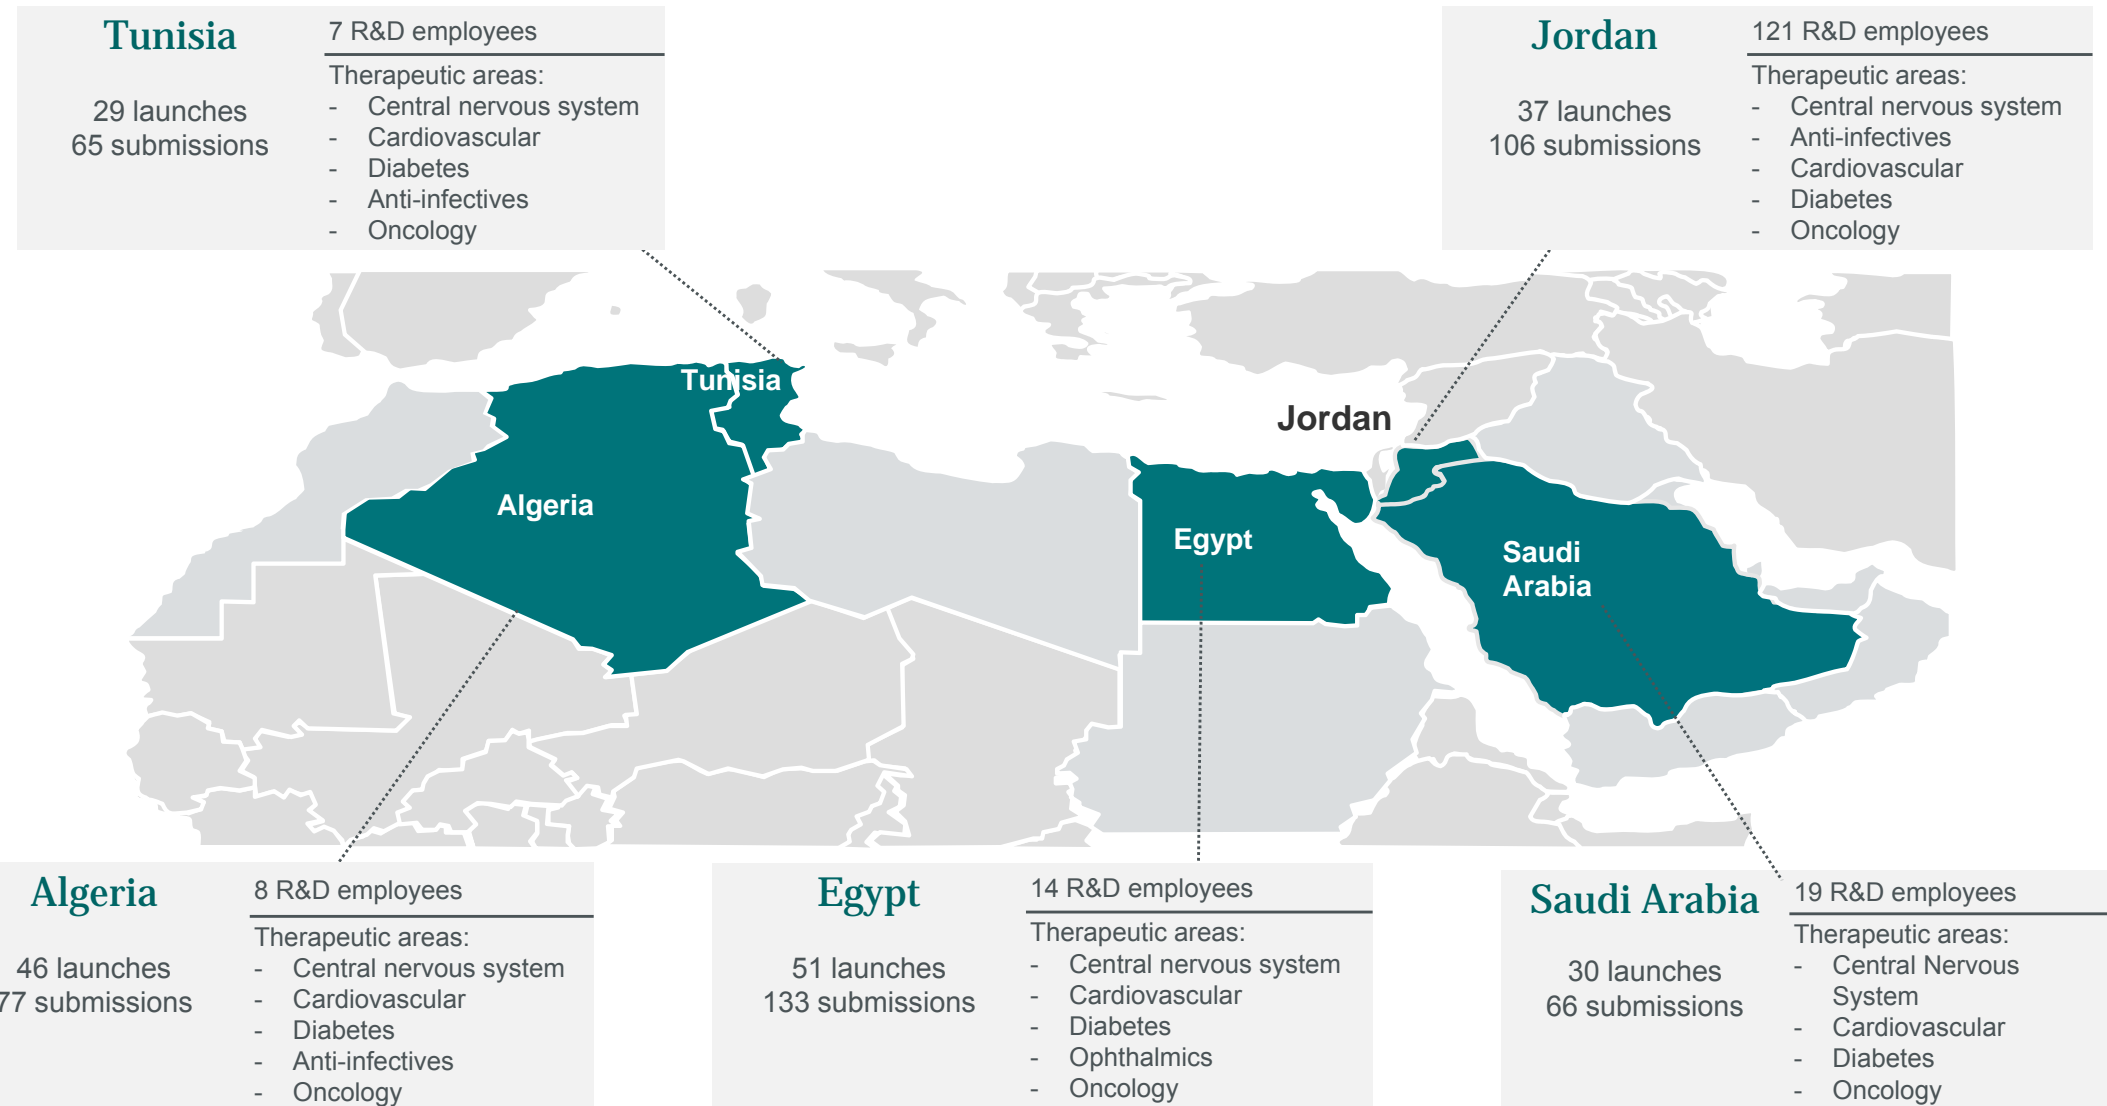 Tunisia
29 launches
65 submissions
7 R&D employees
Therapeutic areas:
- Central nervous system
- Cardiovascular
- Diabetes
- Anti-infectives
- Oncology
Jordan
37 launches
106 submissions
121 R&D employees
Therapeutic areas:
- Central nervous system
- Anti-infectives
- Cardiovascular
- Diabetes
- Oncology
Tunisia
Jordan
Algeria
Egypt
Saudi
Arabia
Algeria
46 launches
77 submissions
8 R&D employees
Therapeutic areas:
- Central nervous system
- Cardiovascular
- Diabetes
- Anti-infectives
- Oncology
Egypt
51 launches
133 submissions
14 R&D employees
Therapeutic areas:
- Central nervous system
- Cardiovascular
- Diabetes
- Ophthalmics
- Oncology
Saudi Arabia
30 launches
66 submissions
19 R&D employees
Therapeutic areas:
- Central Nervous
System
- Cardiovascular
- Diabetes
- Oncology